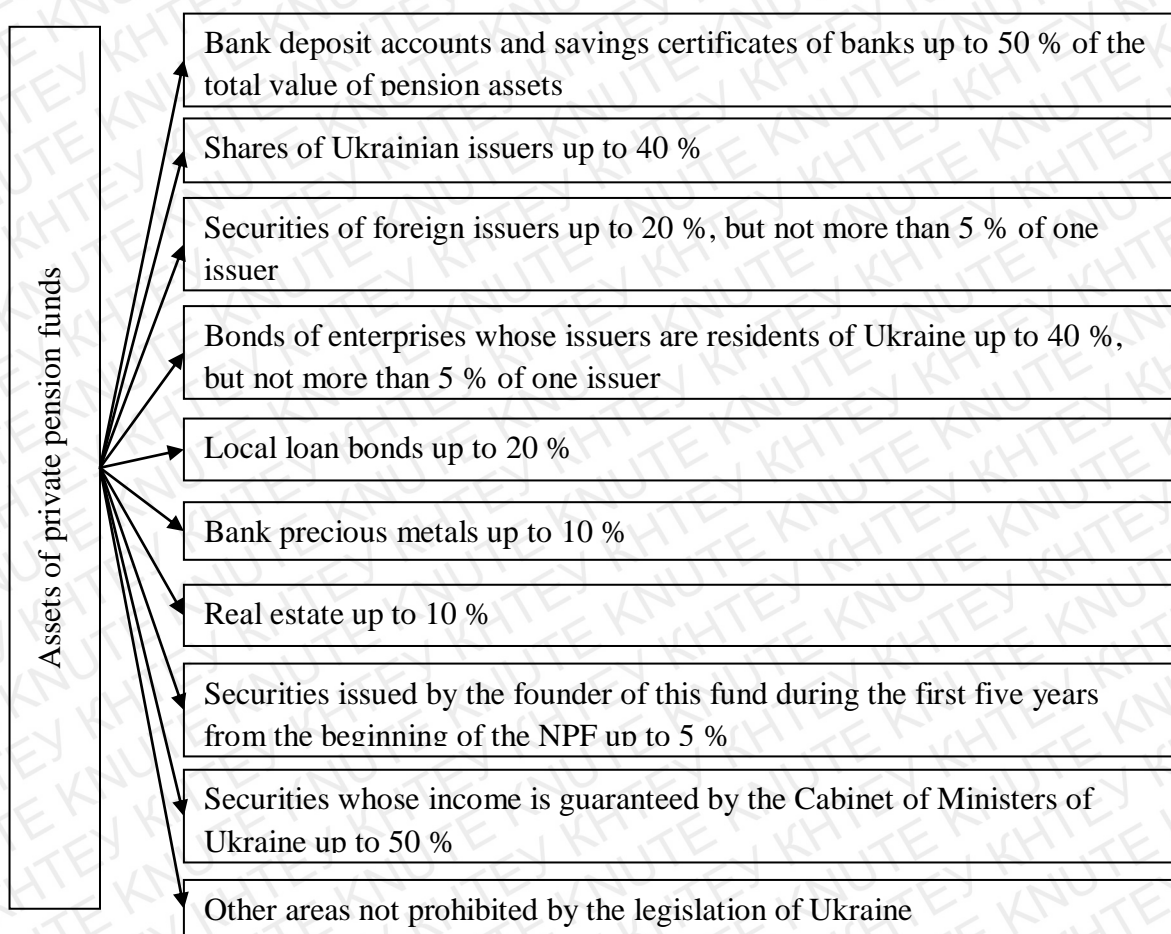 Assets of private pension funds
Bank deposit accounts and savings certificates of banks up to 50 % of the
total value of pension assets
Shares of Ukrainian issuers up to 40 %
Securities of foreign issuers up to 20 %, but not more than 5 % of one
issuer
Bonds of enterprises whose issuers are residents of Ukraine up to 40 %,
but not more than 5 % of one issuer
Local loan bonds up to 20 %
Bank precious metals up to 10 %
Real estate up to 10 %
Securities issued by the founder of this fund during the first five years
from the beginning of the NPF up to 5 %
Securities whose income is guaranteed by the Cabinet of Ministers of
Ukraine up to 50 %
Other areas not prohibited by the legislation of Ukraine